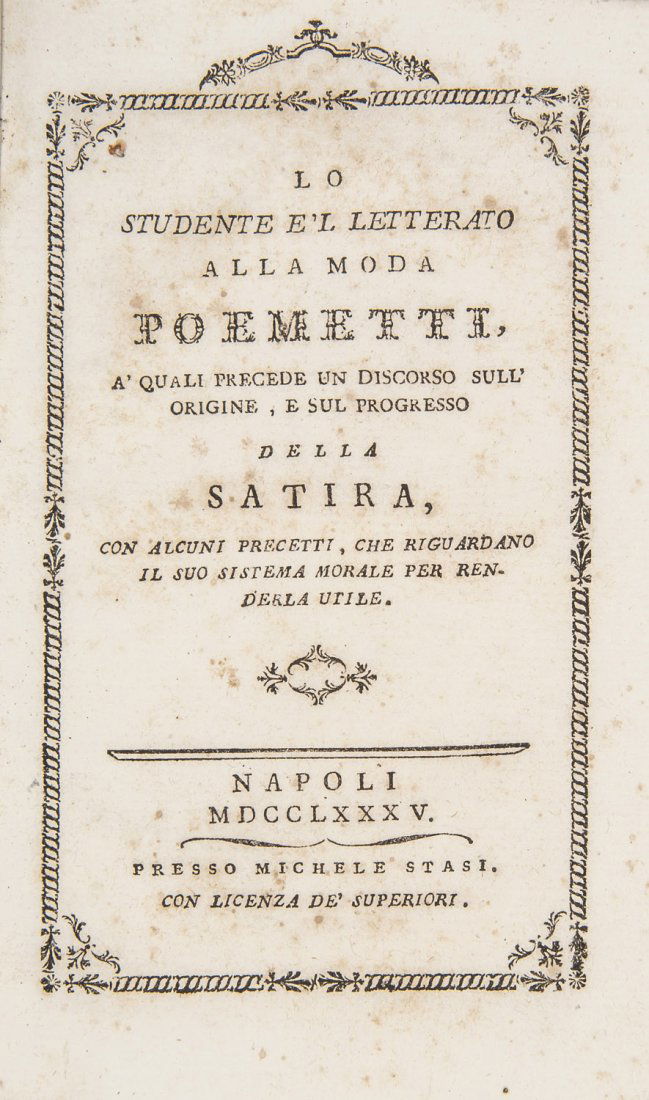 LO
STUDENTE E'L LETTERATO
ALLA MODA
POEMETTI,
A' QUALI PRECEDE UN DISCORSO SULL'
ORIGINE, E SUL PROGRESSO
DELLA
SATIRA,
CON ALCUNI PRECETTI, CHE RIGUARDANO
IL SUO SISTEMA MORALE PER REN-
DERLA UTILE.
NAPOLI
MDCCLXXXV.
PRESSO MICHELE STASI.
CON LICENZA DE' SUPERIORI.